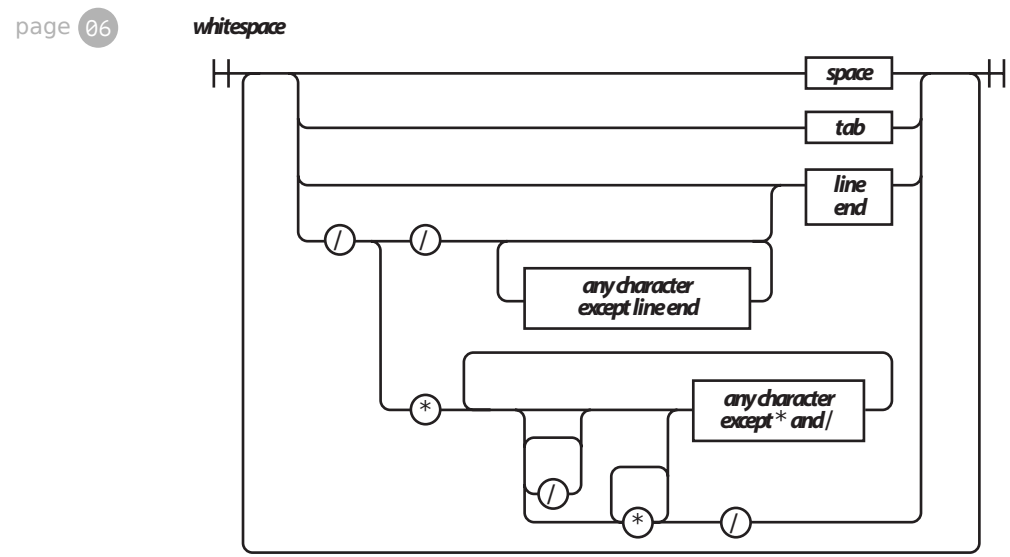 page 06
whitespace
space
tab
line
end
/ /
any character
except line end
any character
except * and /
*
/
* /